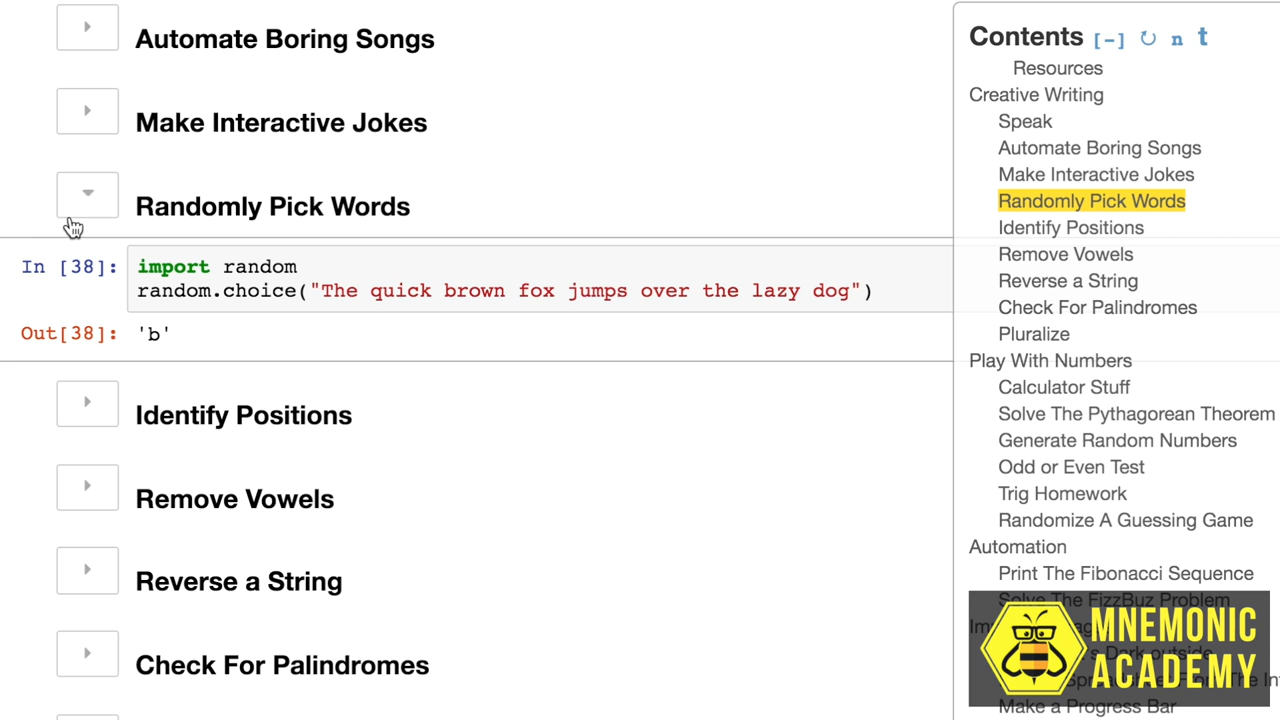 Automate Boring Songs
Make Interactive Jokes
Randomly Pick Words
In [38]: import random
random.choice("The quick brown fox jumps over the lazy dog")
Out[38]: 'b'
Identify Positions
Remove Vowels
Reverse a String
Check For Palindromes
Contents [-] n t
Resources
Creative Writing
Speak
Automate Boring Songs
Make Interactive Jokes
Randomly Pick Words
Identify Positions
Remove Vowels
Reverse a String
Check For Palindromes
Pluralize
Play With Numbers
Calculator Stuff
Solve The Pythagorean Theorem
Generate Random Numbers
Odd or Even Test
Trig Homework
Randomize A Guessing Game
Automation
Print The Fibonacci Sequence
Solve The FizzBuz Problem
Dark outside
The
Make a Progress Bar
MNEMONIC
ACADEMY